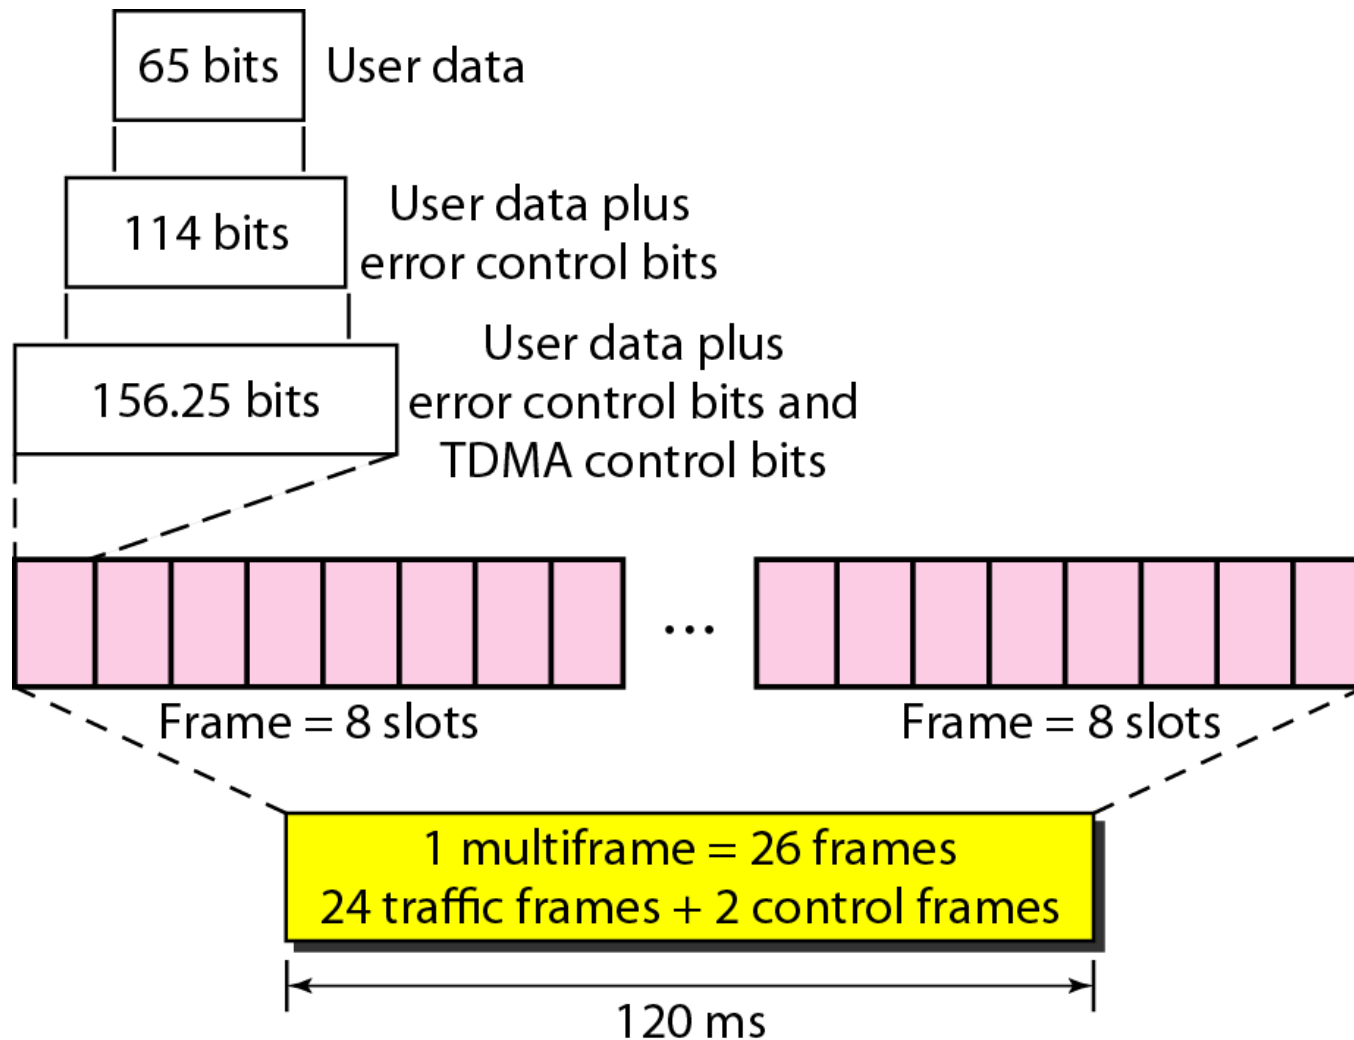 65 bits
User data
114 bits
User data plus
error control bits
156.25 bits
User data plus
error control bits and
TDMA control bits
...
Frame = 8 slots
Frame = 8 slots
1 multiframe = 26 frames
24 traffic frames + 2 control frames
120 ms